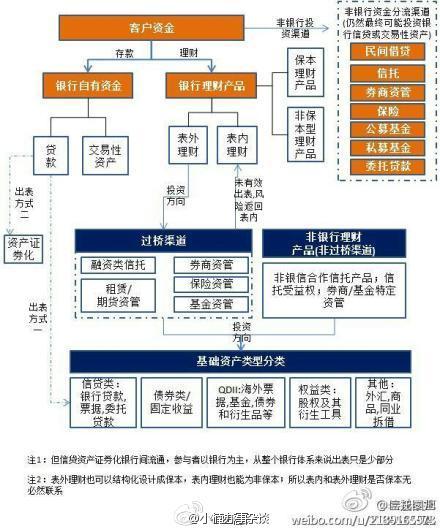 客户资金
非银行投
资渠道
非银行资金分流渠道
(仍然最终可能投资银
行信贷或交易性资产)
民间借贷
信托
券商资管
保险
公募基金
私募基金
委托贷款
存款
理财
银行自有资金
银行理财产品
保本
理财
产品
非保
本型
理财
产品
贷
款
交易性
资产
表外
理财
表内
理财
出表
方式
二
资产证
券化
投资
方向
未有效
出表,风
险返回
表内
过桥渠道
融资类信托
券商资管
租赁/
期货资管
保险资管
基金资管
非银行理财
产品(非过桥渠道)
非银信合作信托产品；信
托受益权；券商/基金特定
资管
出表
方式
一
投资
方向
基础资产类型分类
信贷类：
银行贷款,
票据,委托
贷款
债券类/
固定收益
QDII:海外票
据,基金,债券
和衍生品等
权益类：
股权及其
衍生工具
其他：
外汇,商
品,同业
拆借
注1：但信贷资产证券化银行间流通，参与者以银行为主，从整个银行体系来说出表只是少部分
注2：表外理财也可以结构化设计成保本，表内理财也能为非保本；所以表内和表外理财是否保本无
必然联系